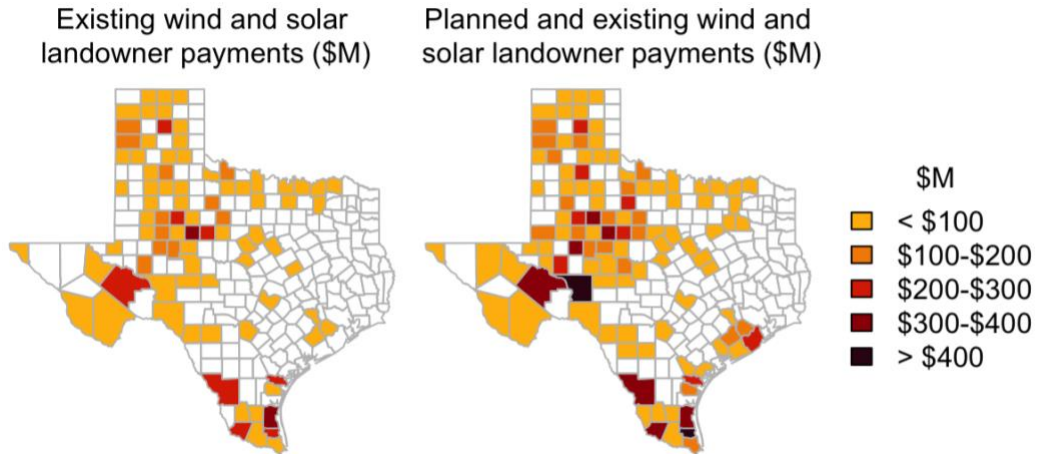 Existing wind and solar
landowner payments ($M)
Planned and existing wind and
solar landowner payments ($M)
$M
< $100
$100-$200
$200-$300
$300-$400
> $400